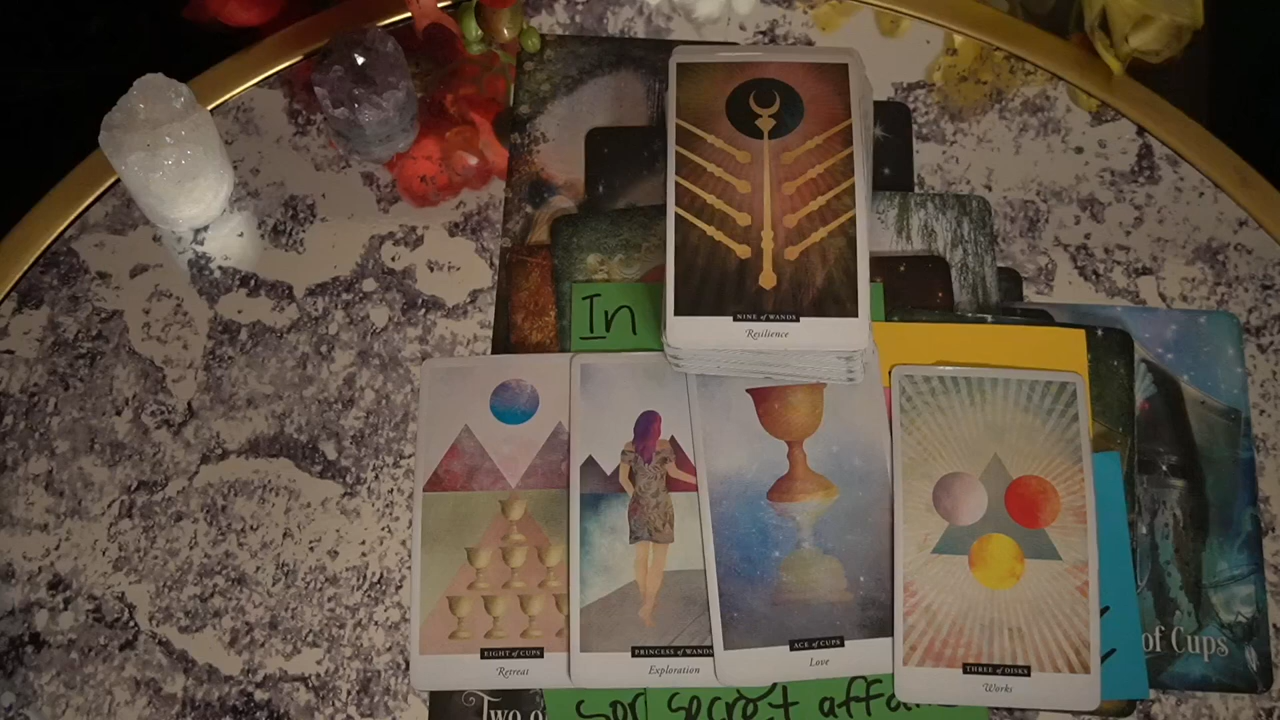 NINE of WANDS
Resilience
In
EIGHT of CUPS
Retreat
PRINCESS of WANDS
Exploration
ACE of CUPS
Love
THREE of DISKS
Works
of Cups
Two of
secret